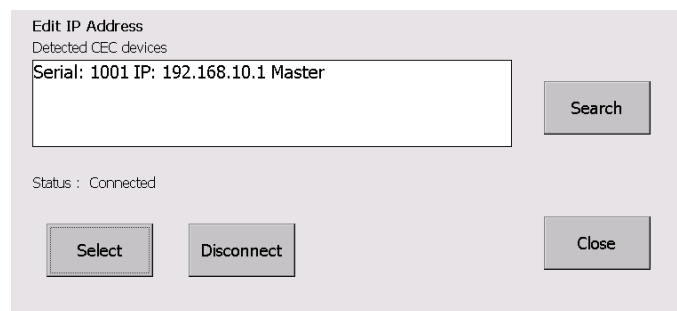 Edit IP Address
Detected CEC devices
Serial: 1001 IP: 192.168.10.1 Master
Search
Status : Connected
Select
Disconnect
Close